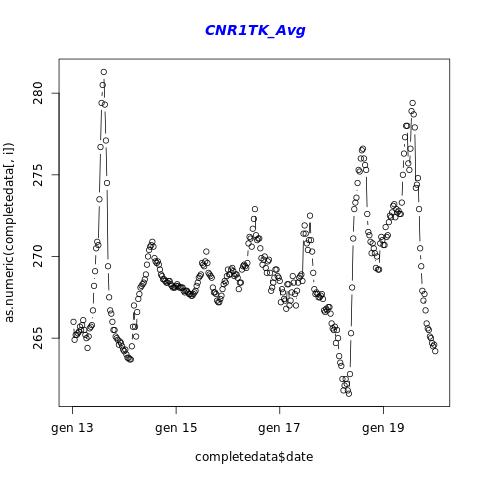 CNR1TK_Avg
as.numeric(completedata[, i])
280
275
270
265
gen 13
gen 15
gen 17
gen 19
completedata$date